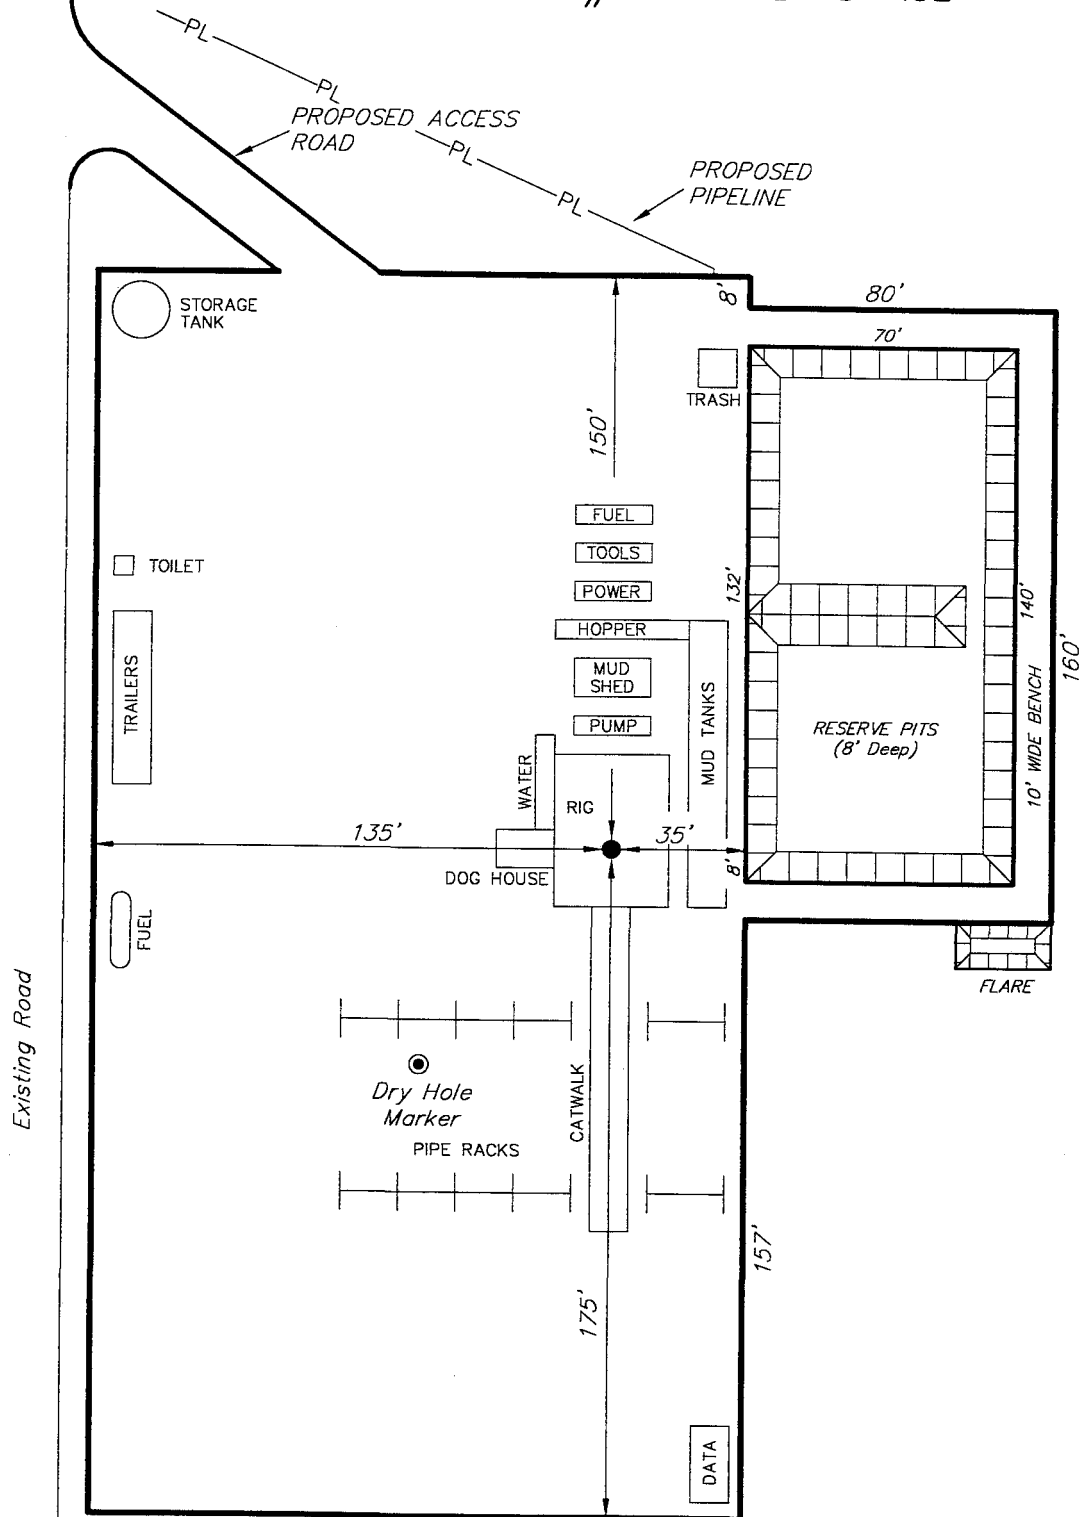 PL
PL
PROPOSED ACCESS
ROAD
PL
PL
PROPOSED
PIPELINE
STORAGE
TANK
8'
80'
70'
TRASH
150'
FUEL
TOOLS
POWER
HOPPER
MUD
SHED
PUMP
MUD TANKS
TOILET
TRAILERS
132'
140'
160'
10' WIDE BENCH
RESERVE PITS
(8' Deep)
WATER
RIG
135'
35'
8'
DOG HOUSE
FUEL
FLARE
Existing Road
Dry Hole
Marker
PIPE RACKS
CATWALK
157'
175'
DATA